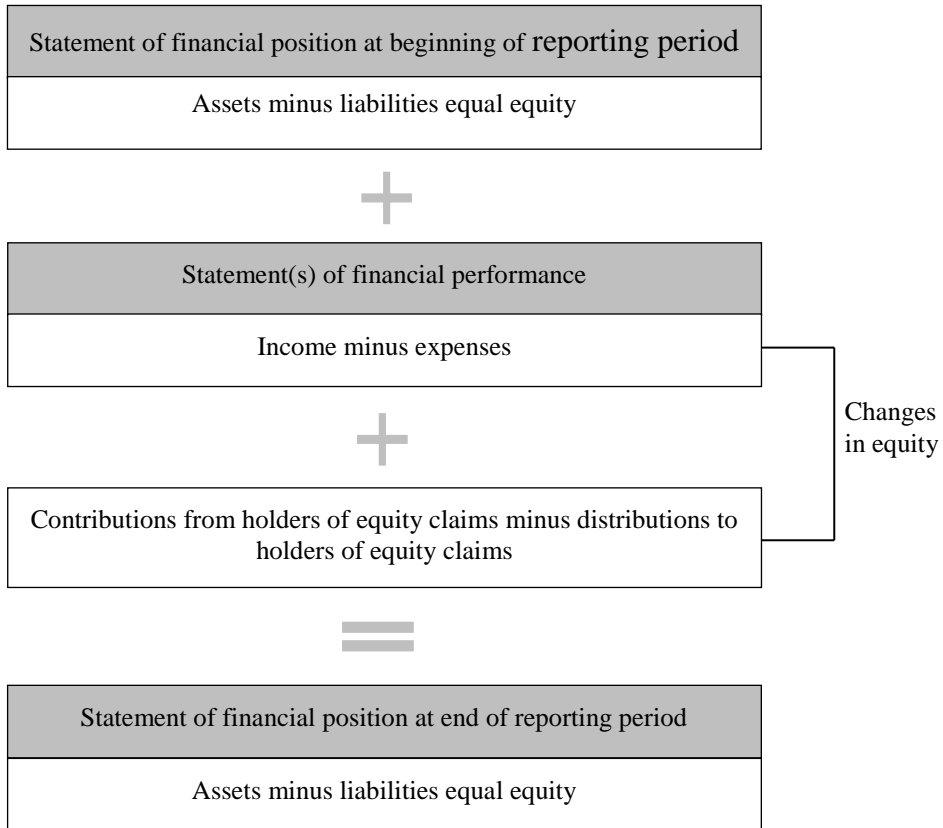 Statement of financial position at beginning of reporting period
Assets minus liabilities equal equity
+
Statement(s) of financial performance
Income minus expenses
+
Changes
in equity
Contributions from holders of equity claims minus distributions to
holders of equity claims
=
Statement of financial position at end of reporting period
Assets minus liabilities equal equity